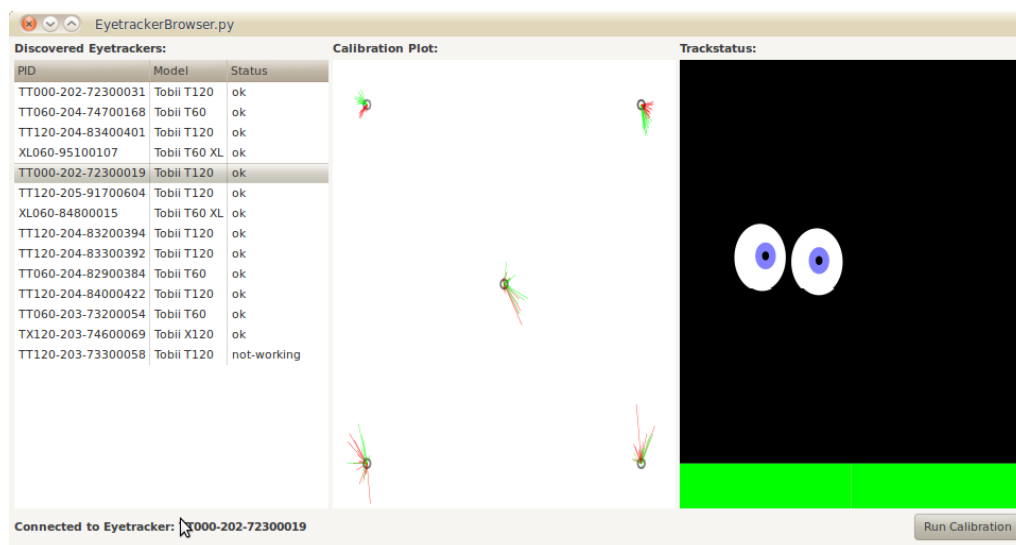 EyetrackerBrowser.py
Discovered Eyetrackers: Calibration Plot: Trackstatus:
PID Model Status
TT000-202-72300031 Tobii T120 ok
TT060-204-74700168 Tobii T60 ok
TT120-204-83400401 Tobii T120 ok
XL060-95100107 Tobii T60 XL ok
TT000-202-72300019 Tobii T120 ok
TT120-205-91700604 Tobii T120 ok
XL060-84800015 Tobii T60 XL ok
TT120-204-83200394 Tobii T120 ok
TT120-204-83300392 Tobii T120 ok
TT060-204-82900384 Tobii T60 ok
TT120-204-84000422 Tobii T120 ok
TT060-203-73200054 Tobii T60 ok
TX120-203-74600069 Tobii X120 ok
TT120-203-73300058 Tobii T120 not-working
Connected to Eyetracker: TT000-202-72300019 Run Calibration